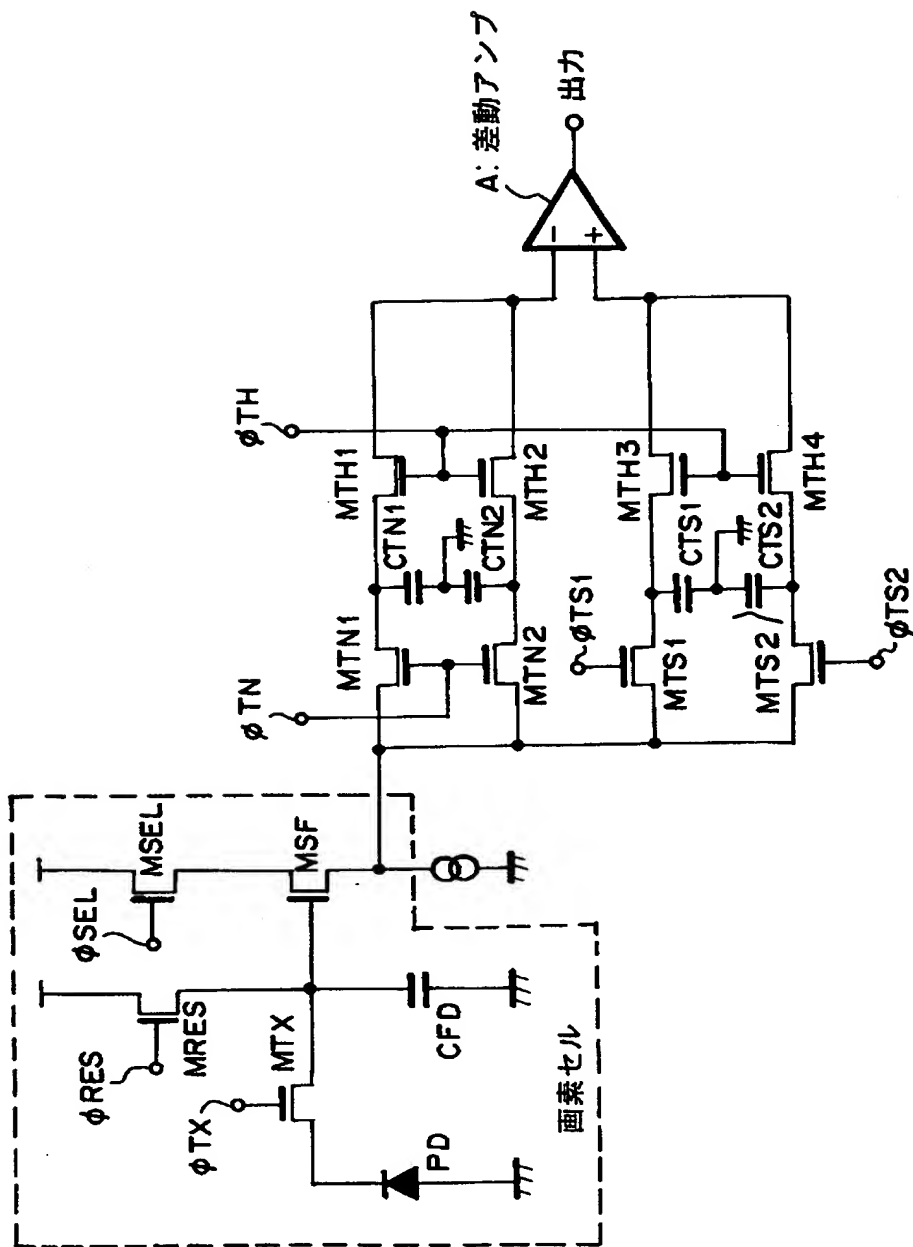 φSEL
MSEL
φRES
MRES
MSF
φTX
MTX
CFD
PD
画素セル
φTN
φTH
MTN1
MTH1
CTN1
CTN2
MTN2
MTH2
A: 差動アンプ
−
+
出力
φTS1
MTS1
MTH3
CTS1
CTS2
MTS2
MTH4
φTS2